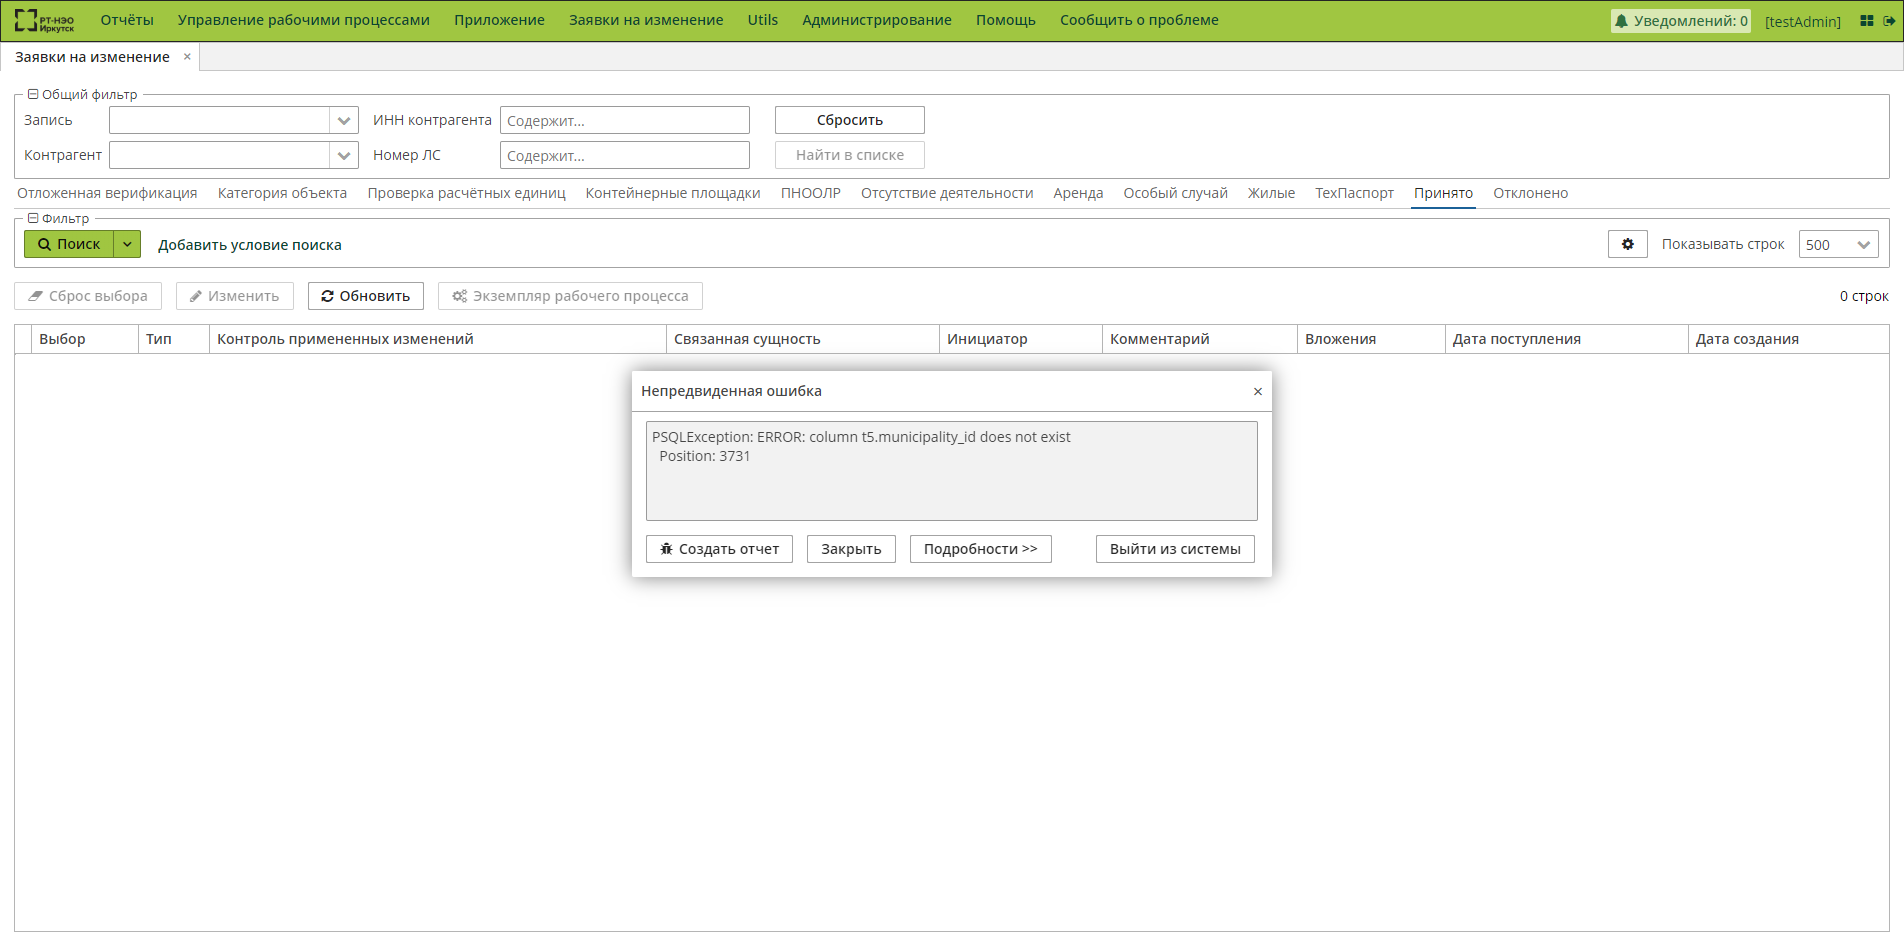 РТ-НЭО Иркутск
Отчёты Управление рабочими процессами Приложение Заявки на изменение Utils Администрирование Помощь Сообщить о проблеме Уведомлений: 0 [testAdmin]
Заявки на изменение ×
Общий фильтр
Запись ИНН контрагента Содержит... Сбросить
Контрагент Номер ЛС Содержит... Найти в списке
Отложенная верификация Категория объекта Проверка расчётных единиц Контейнерные площадки ПНООЛР Отсутствие деятельности Аренда Особый случай Жилые ТехПаспорт Принято Отклонено
Фильтр
Поиск Добавить условие поиска Показывать строк 500
Сброс выбора Изменить Обновить Экземпляр рабочего процесса 0 строк
Выбор Тип Контроль примененных изменений Связанная сущность Инициатор Комментарий Вложения Дата поступления Дата создания
Непредвиденная ошибка ×
PSQLException: ERROR: column t5.municipality_id does not exist
Position: 3731
Создать отчет Закрыть Подробности >> Выйти из системы